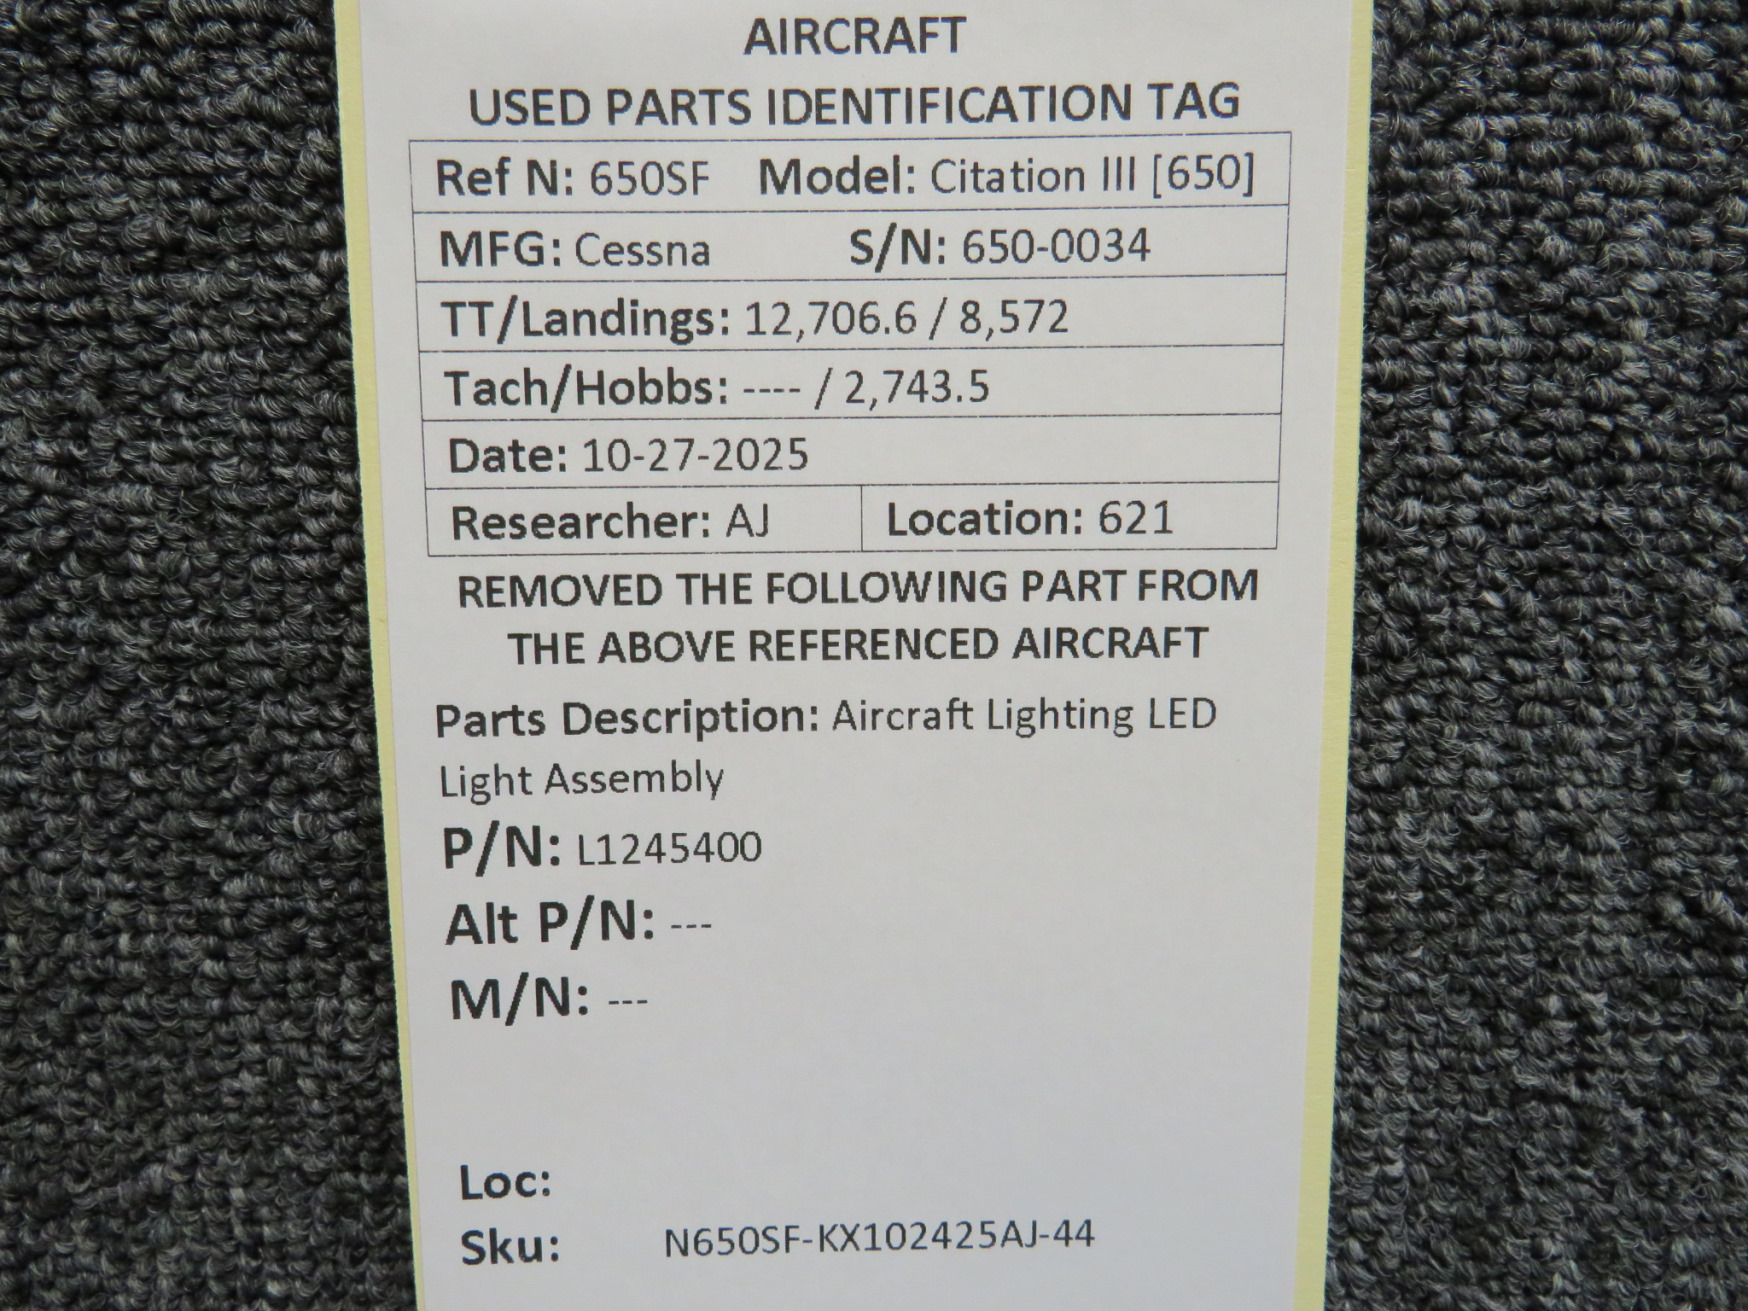 AIRCRAFT
USED PARTS IDENTIFICATION TAG
Ref N: 650SF Model: Citation III [650]
MFG: Cessna S/N: 650-0034
TT/Landings: 12,706.6 / 8,572
Tach/Hobbs: ---- / 2,743.5
Date: 10-27-2025
Researcher: AJ Location: 621
REMOVED THE FOLLOWING PART FROM
THE ABOVE REFERENCED AIRCRAFT
Parts Description: Aircraft Lighting LED
Light Assembly
P/N: L1245400
Alt P/N: ---
M/N: ---
Loc:
Sku: N650SF-KX102425AJ-44